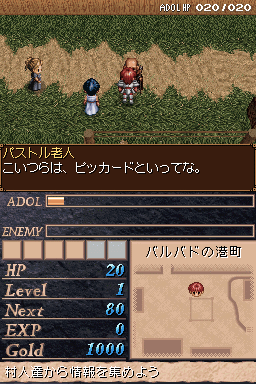 ADOL HP 020/020
パストル老人
こいつらは、ピッカードといってな。
ADOL
ENEMY
HP 20
Level 1
Next 80
EXP 0
Gold 1000
バルバドの港町
村人達から情報を集めよう